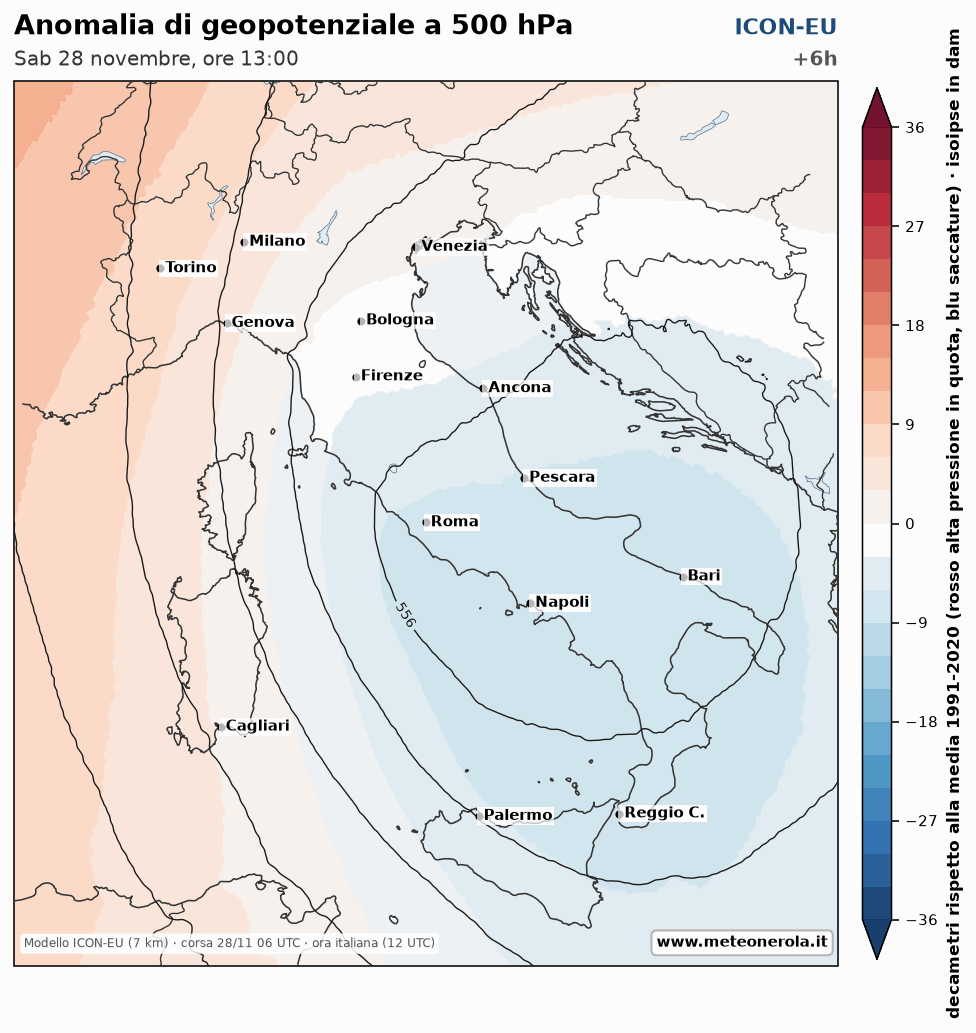 Anomalia di geopotenziale a 500 hPa
ICON-EU
Sab 28 novembre, ore 13:00
+6h
Milano
Venezia
Torino
Genova
Bologna
Firenze
Ancona
Pescara
Roma
Bari
Napoli
556
Cagliari
Palermo
Reggio C.
Modello ICON-EU (7 km) · corsa 28/11 06 UTC · ora italiana (12 UTC)
www.meteonerola.it
36
27
18
9
0
−9
−18
−27
−36
decametri rispetto alla media 1991-2020 (rosso alta pressione in quota, blu saccature) · isoipse in dam